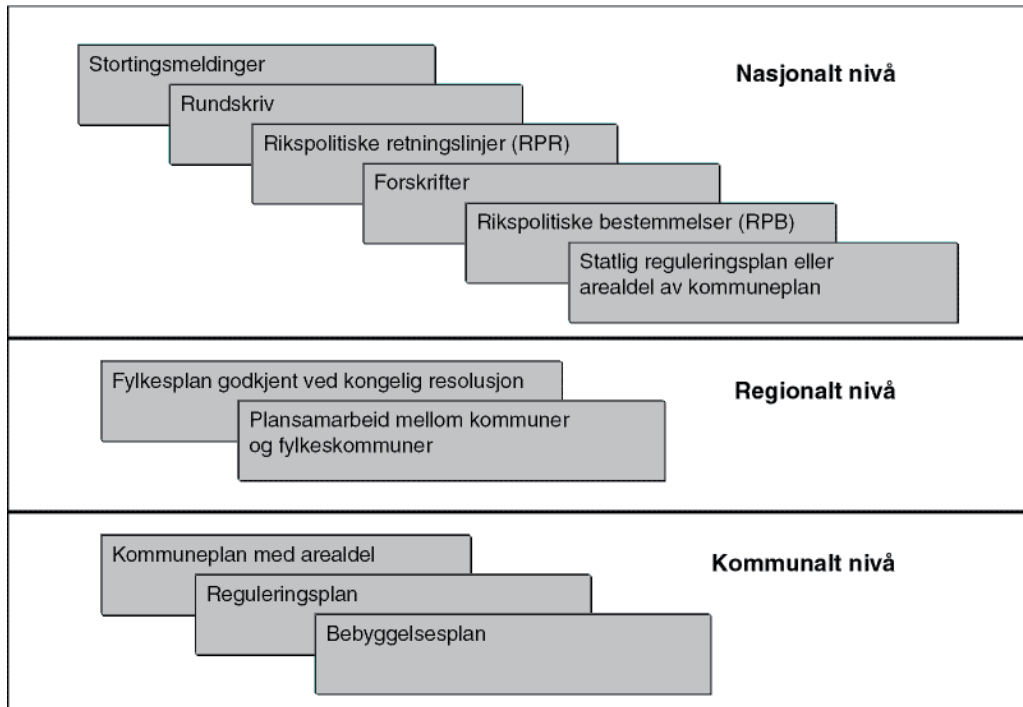 Nasjonalt nivå
Stortingsmeldinger
Rundskriv
Rikspolitiske retningslinjer (RPR)
Forskrifter
Rikspolitiske bestemmelser (RPB)
Statlig reguleringsplan eller
arealdel av kommuneplan
Regionalt nivå
Fylkesplan godkjent ved kongelig resolusjon
Plansamarbeid mellom kommuner
og fylkeskommuner
Kommunalt nivå
Kommuneplan med arealdel
Reguleringsplan
Bebyggelsesplan